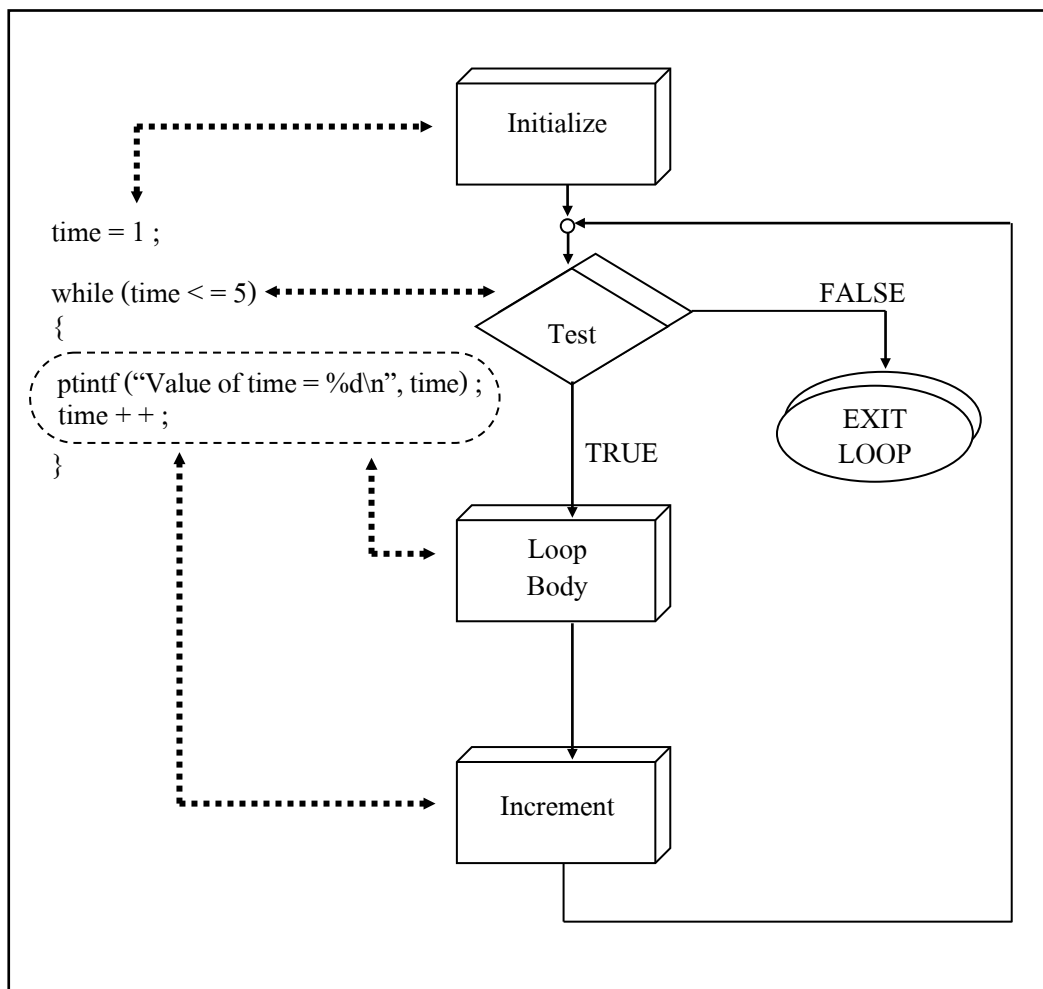 Initialize
time = 1 ;
while (time < = 5)
{
ptintf (“Value of time = %d\n”, time) ;
time + + ;
}
Test
FALSE
EXIT
LOOP
TRUE
Loop
Body
Increment